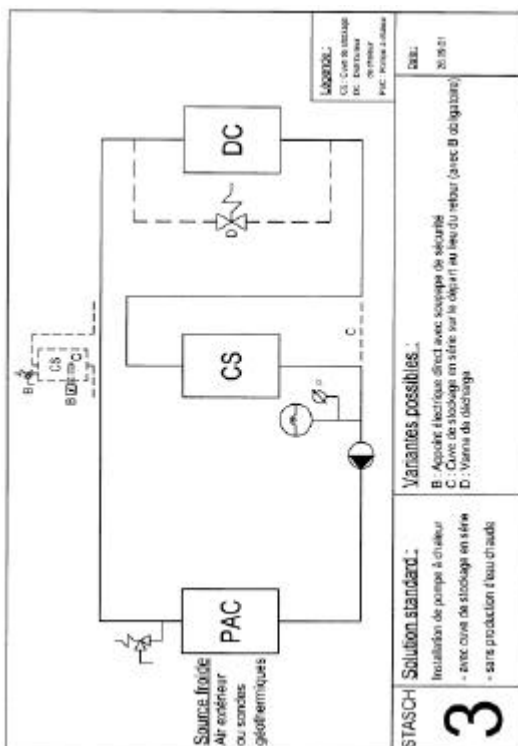 Légende :
CS : Cuve de stockage
DC : Distributeur
de chaleur
PAC : Pompe à chaleur
DC
D
B
CS
B
C
C
CS
PAC
Source froide
Air extérieur
ou sondes
géothermiques
STASCH
3
Solution standard :
Installation de pompe à chaleur
- avec cuve de stockage en série
- sans production d'eau chaude
Variantes possibles :
B : Appoint électrique direct avec soupape de sécurité
C : Cuve de stockage en série sur le départ au lieu du retour (avec B obligatoire)
D : Vanne de décharge
Date :